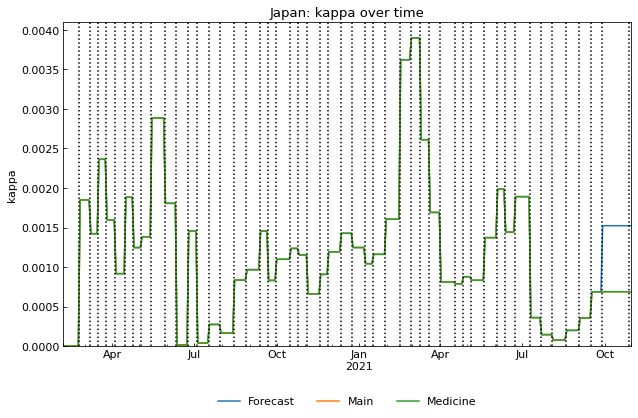 Japan: kappa over time
kappa
0.0040
0.0035
0.0030
0.0025
0.0020
0.0015
0.0010
0.0005
0.0000
Apr Jul Oct Jan Apr Jul Oct
2021
Forecast Main Medicine